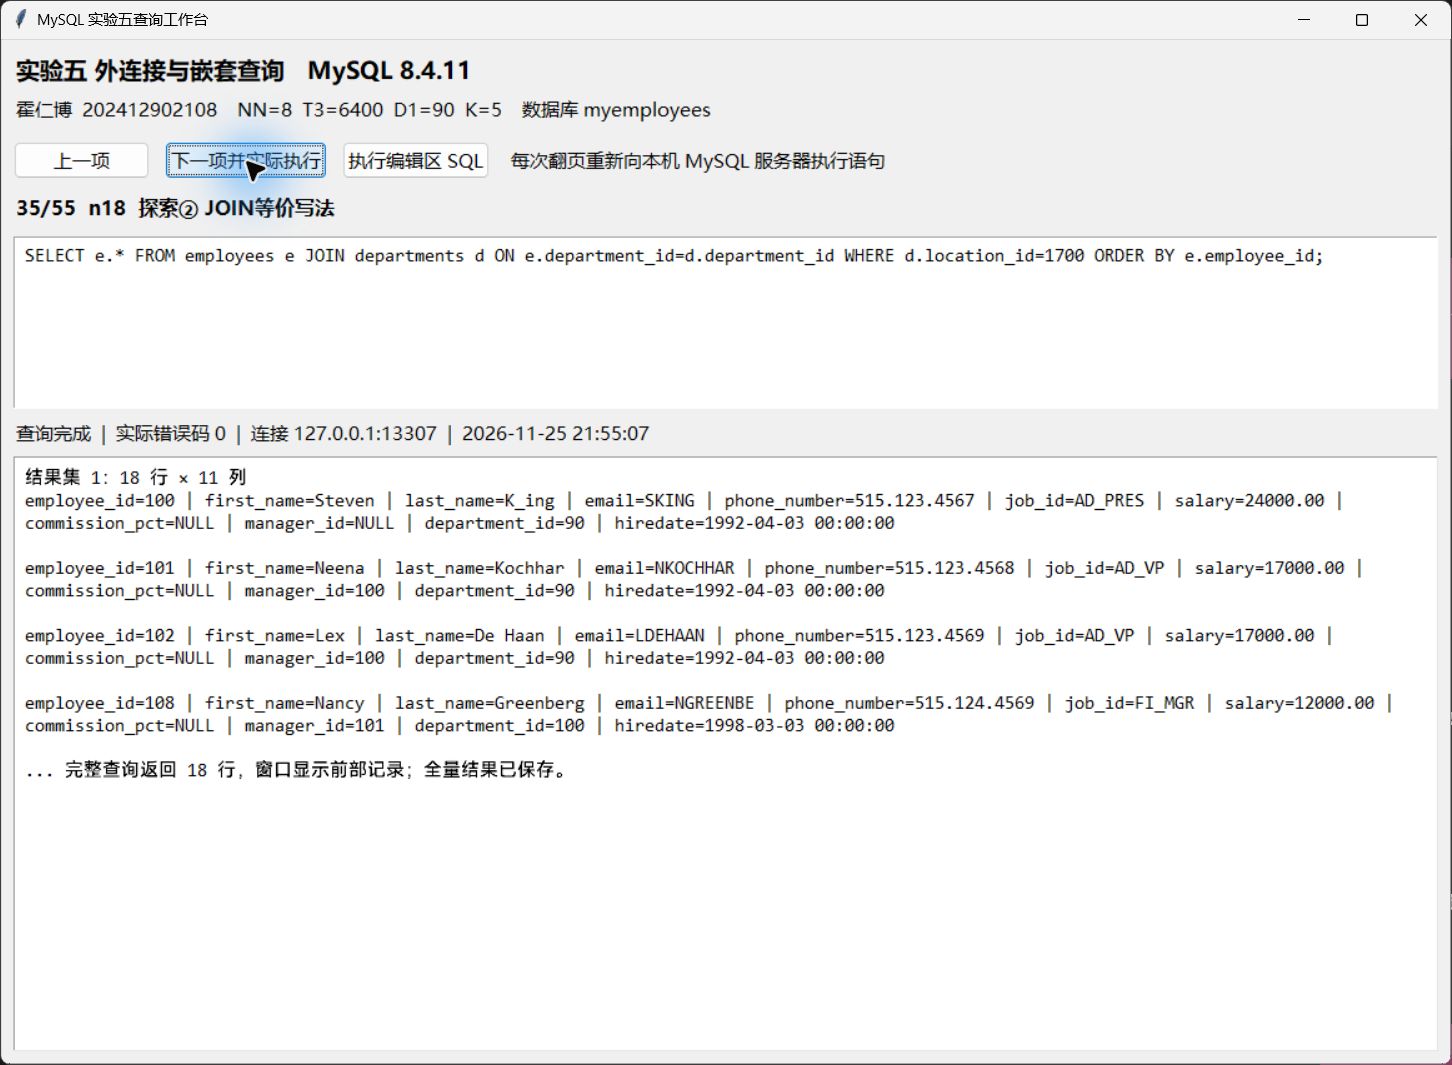 MySQL 实验五查询工作台
实验五 外连接与嵌套查询 MySQL 8.4.11
霍仁博 202412902108 NN=8 T3=6400 D1=90 K=5 数据库 myemployees
上一项 下一项并实际执行 执行编辑区 SQL 每次翻页重新向本机 MySQL 服务器执行语句
35/55 n18 探索② JOIN等价写法
SELECT e.* FROM employees e JOIN departments d ON e.department_id=d.department_id WHERE d.location_id=1700 ORDER BY e.employee_id;
查询完成 | 实际错误码 0 | 连接 127.0.0.1:13307 | 2026-11-25 21:55:07
结果集 1: 18 行 × 11 列
employee_id=100 | first_name=Steven | last_name=K_ing | email=SKING | phone_number=515.123.4567 | job_id=AD_PRES | salary=24000.00 |
commission_pct=NULL | manager_id=NULL | department_id=90 | hiredate=1992-04-03 00:00:00
employee_id=101 | first_name=Neena | last_name=Kochhar | email=NKOCHHAR | phone_number=515.123.4568 | job_id=AD_VP | salary=17000.00 |
commission_pct=NULL | manager_id=100 | department_id=90 | hiredate=1992-04-03 00:00:00
employee_id=102 | first_name=Lex | last_name=De Haan | email=LDEHAAN | phone_number=515.123.4569 | job_id=AD_VP | salary=17000.00 |
commission_pct=NULL | manager_id=100 | department_id=90 | hiredate=1992-04-03 00:00:00
employee_id=108 | first_name=Nancy | last_name=Greenberg | email=NGREENBE | phone_number=515.124.4569 | job_id=FI_MGR | salary=12000.00 |
commission_pct=NULL | manager_id=101 | department_id=100 | hiredate=1998-03-03 00:00:00
... 完整查询返回 18 行，窗口显示前部记录；全量结果已保存。